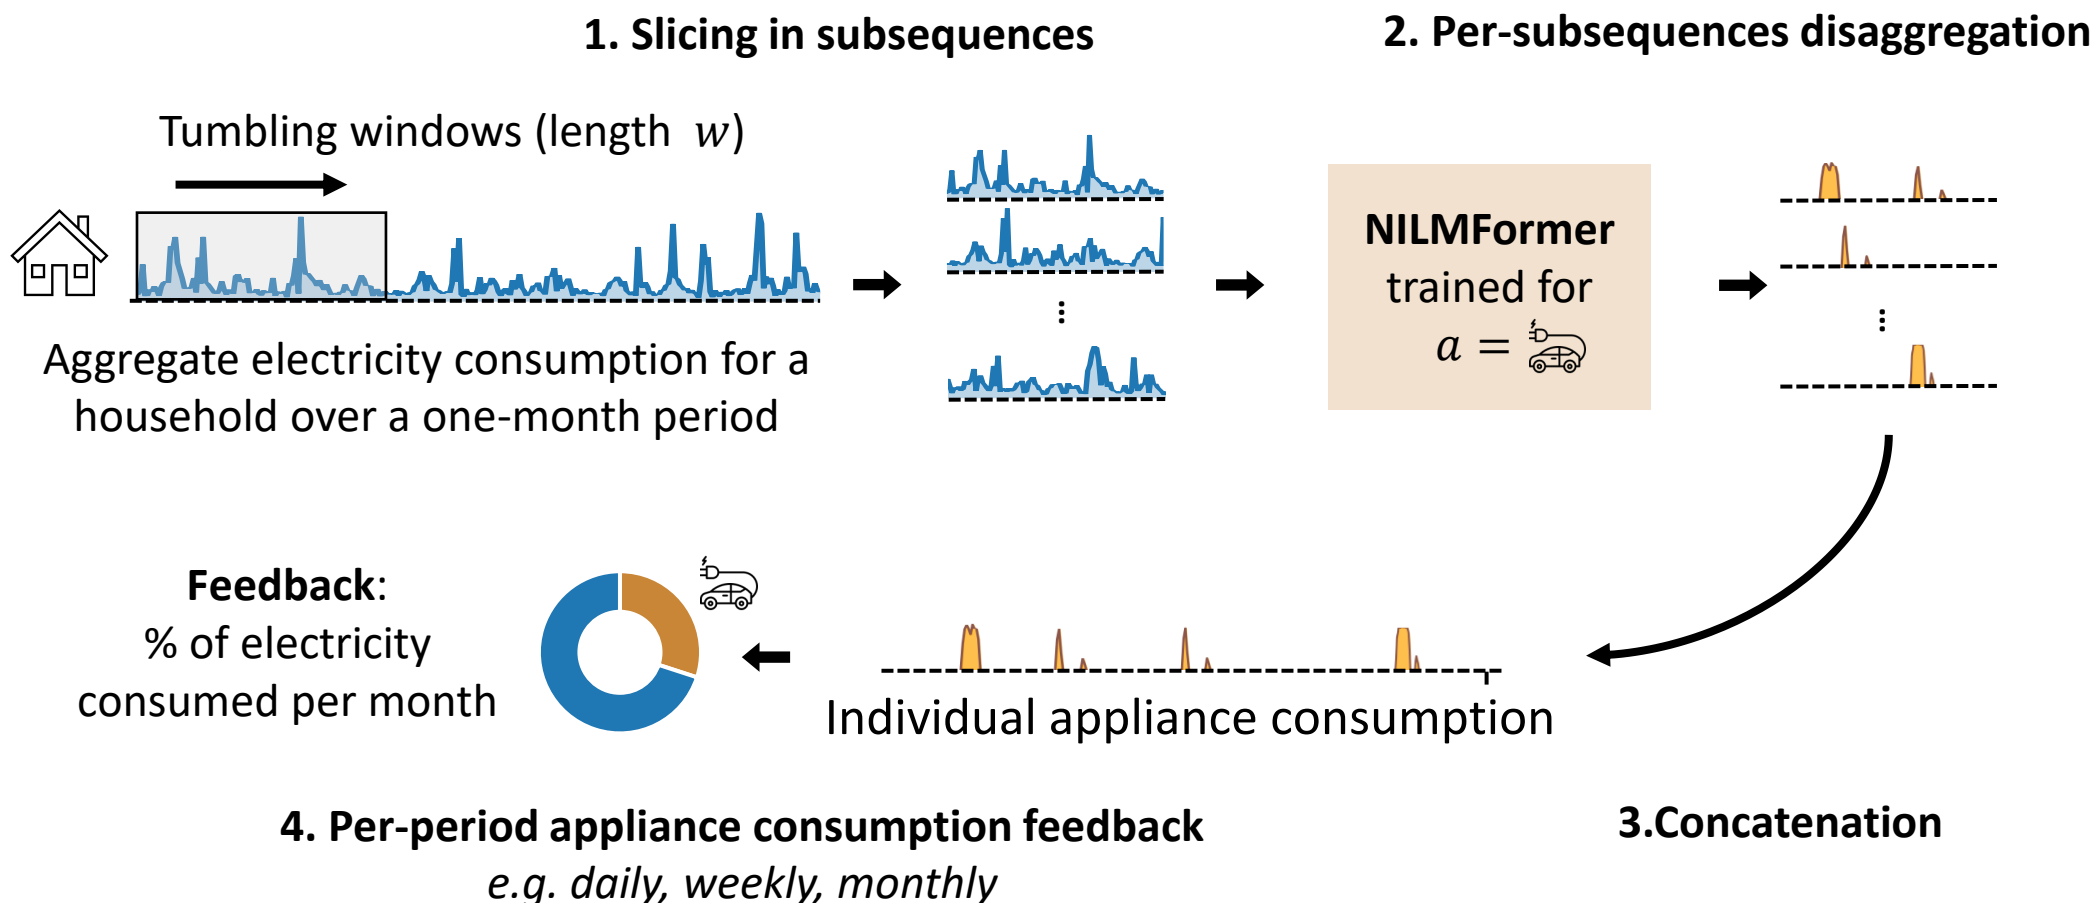 1. Slicing in subsequences
2. Per-subsequences disaggregation
Tumbling windows (length w)
NILMFormer
trained for
a =
Aggregate electricity consumption for a
household over a one-month period
Feedback:
% of electricity
consumed per month
Individual appliance consumption
4. Per-period appliance consumption feedback
e.g. daily, weekly, monthly
3.Concatenation